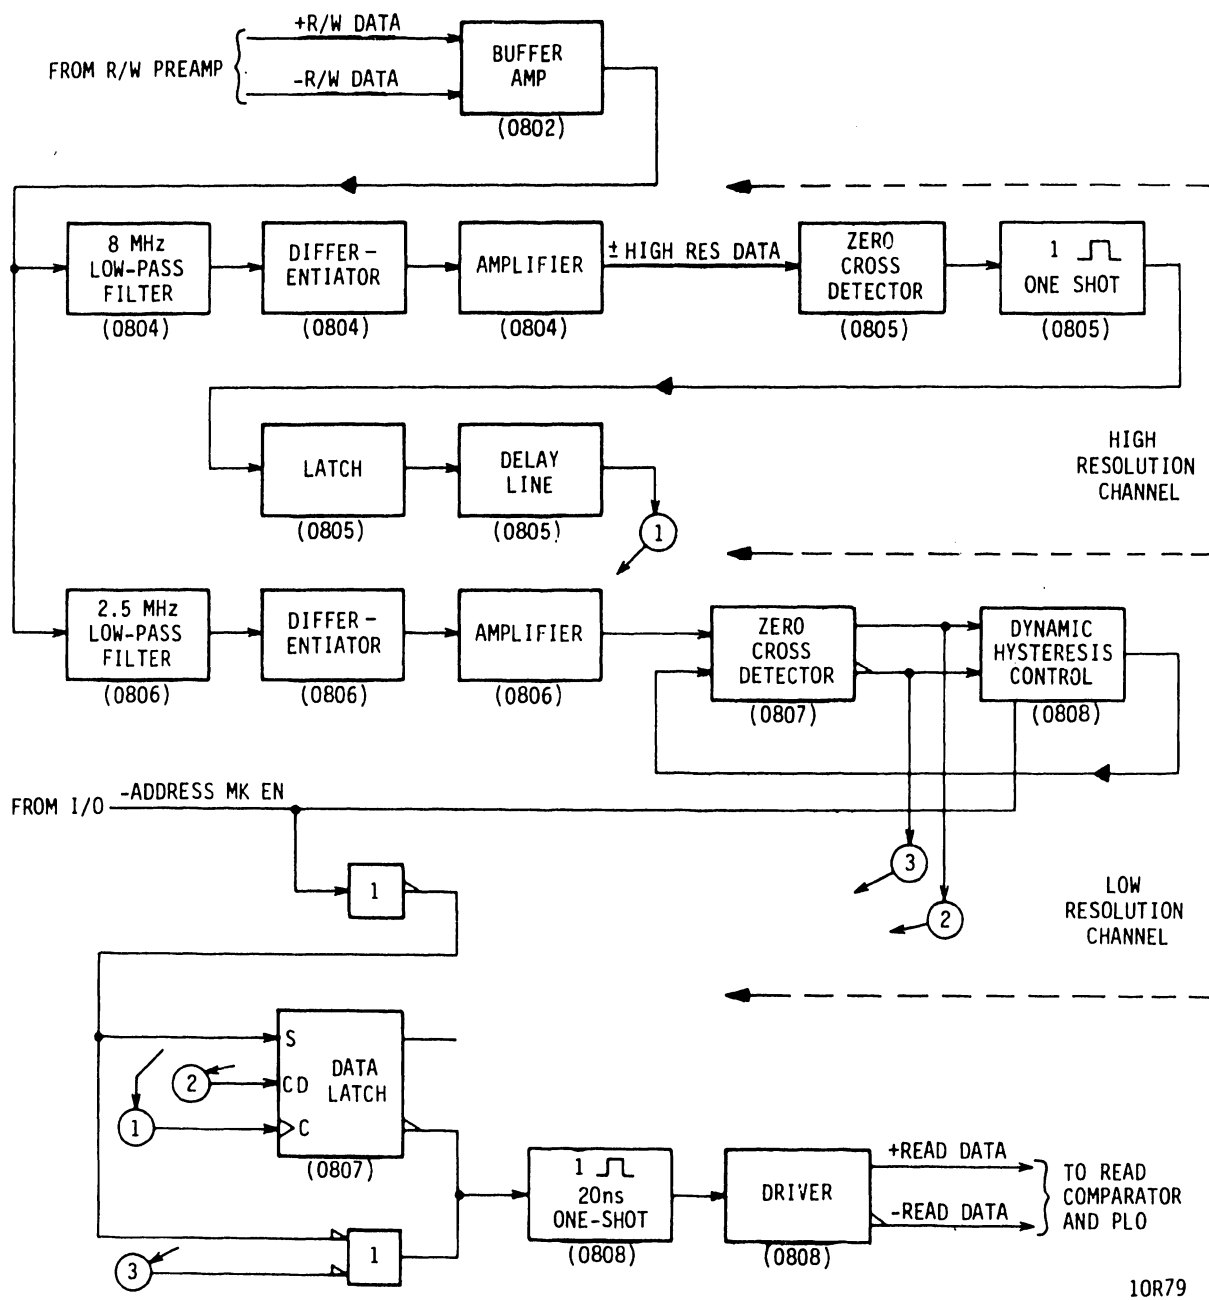 +R/W DATA
FROM R/W PREAMP
-R/W DATA
BUFFER
AMP
(0802)
8 MHz
LOW-PASS
FILTER
(0804)
DIFFER-
ENTIATOR
(0804)
AMPLIFIER
(0804)
± HIGH RES DATA
ZERO
CROSS
DETECTOR
(0805)
1
ONE SHOT
(0805)
LATCH
(0805)
DELAY
LINE
(0805)
1
HIGH
RESOLUTION
CHANNEL
2.5 MHz
LOW-PASS
FILTER
(0806)
DIFFER-
ENTIATOR
(0806)
AMPLIFIER
(0806)
ZERO
CROSS
DETECTOR
(0807)
DYNAMIC
HYSTERESIS
CONTROL
(0808)
FROM I/O
-ADDRESS MK EN
1
3
2
LOW
RESOLUTION
CHANNEL
S
2
CD
DATA
LATCH
1
C
(0807)
3
1
1
20ns
ONE-SHOT
(0808)
DRIVER
(0808)
+READ DATA
-READ DATA
TO READ
COMPARATOR
AND PLO
10R79